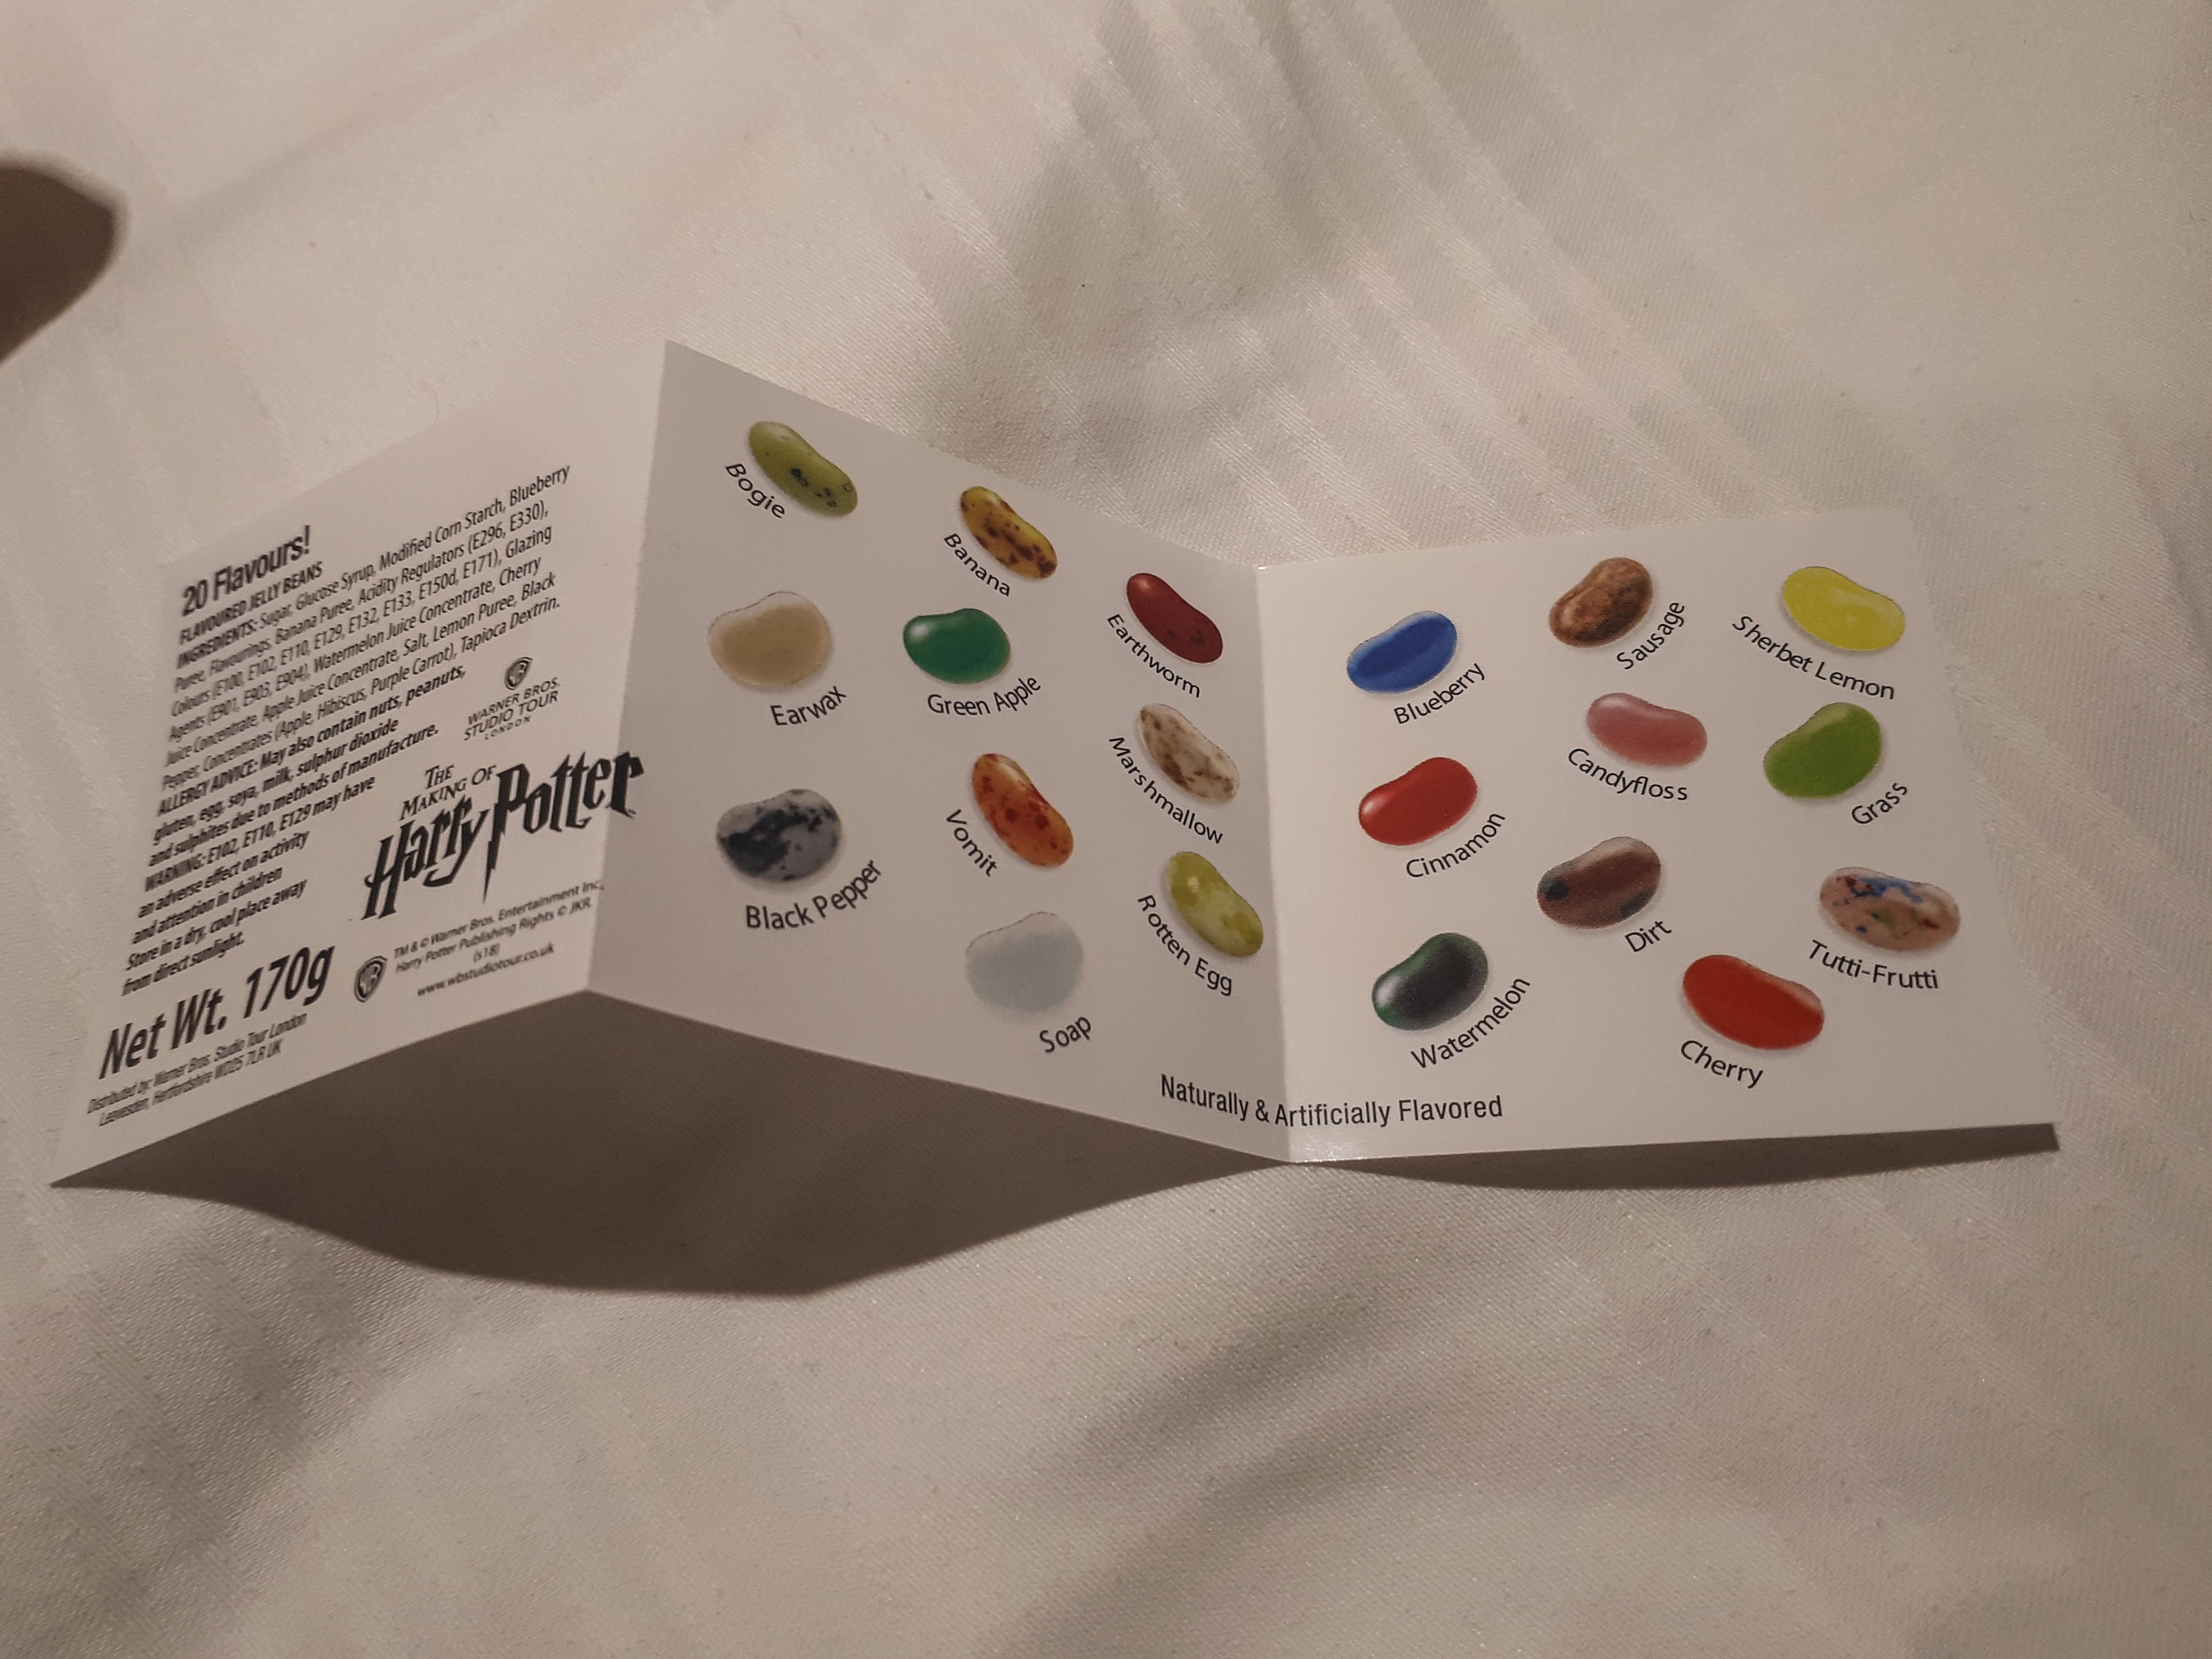 20 Flavours!
FLAVOURED JELLY BEANS
INGREDIENTS: Sugar, Glucose Syrup, Modified Corn Starch, Blueberry
Puree, Flavourings, Banana Puree, Acidity Regulators (E296, E330),
Colours (E100, E102, E110, E129, E132, E133, E150d, E171), Glazing
Agents (E901, E903, E904), Watermelon Juice Concentrate, Cherry
Juice Concentrate, Apple Juice Concentrate, Salt, Lemon Puree, Black
Pepper, Concentrates (Apple, Hibiscus, Purple Carrot), Tapioca Dextrin.
ALLERGY ADVICE: May also contain nuts, peanuts,
gluten, egg, soya, milk, sulphur dioxide
and sulphites due to methods of manufacture.
WARNING: E102, E110, E129 may have
an adverse effect on activity
and attention in children
Store in a dry, cool place away
from direct sunlight.
Net Wt. 170g
Distributed by: Warner Bros. Studio Tour London
Leavesden, Hertfordshire WD25 7LR UK
WB
WARNER BROS.
STUDIO TOUR
LONDON
THE
MAKING OF
Harry Potter
WB
TM & © Warner Bros. Entertainment Inc.
Harry Potter Publishing Rights © JKR.
(s18)
www.wbstudiotour.co.uk
Bogie
Banana
Earthworm
Earwax
Green Apple
Marshmallow
Black Pepper
Vomit
Rotten Egg
Soap
Blueberry
Sausage
Sherbet Lemon
Cinnamon
Candyfloss
Grass
Watermelon
Dirt
Tutti-Frutti
Cherry
Naturally & Artificially Flavored